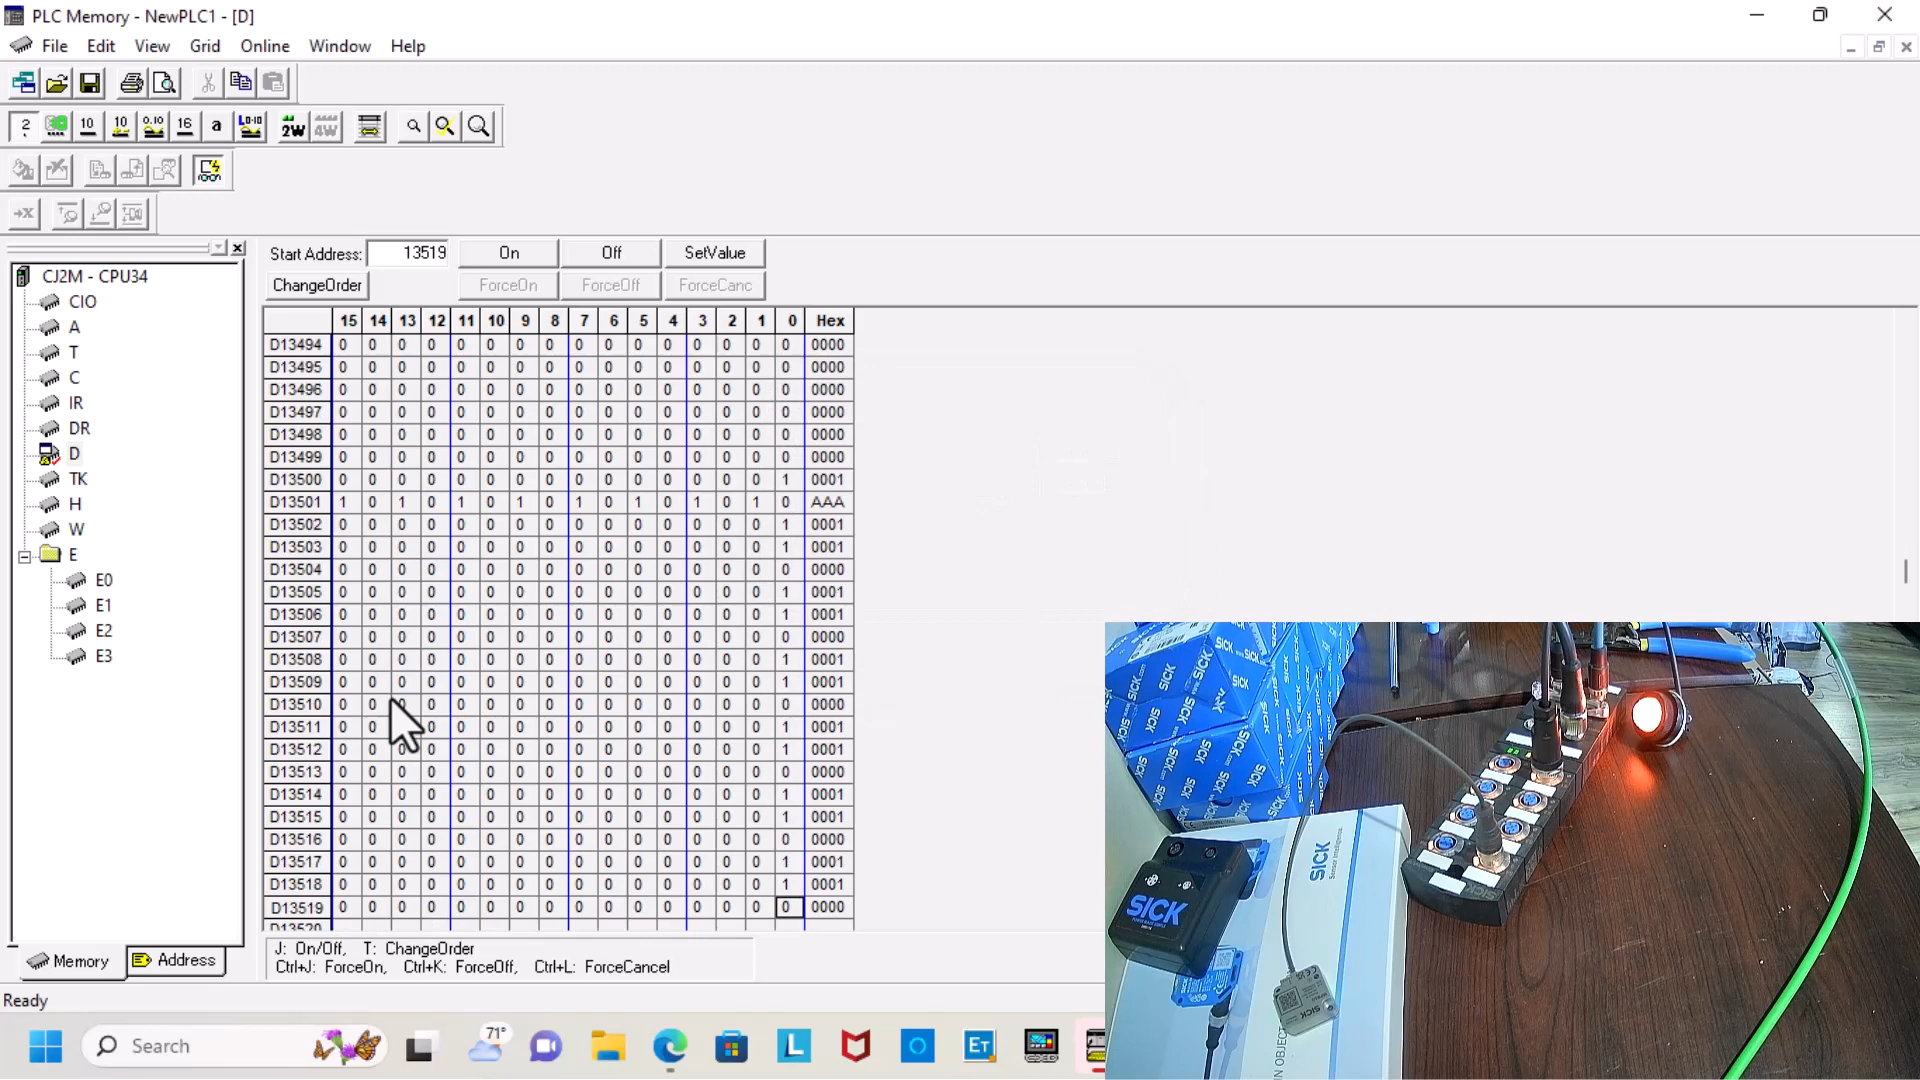 PLC Memory - NewPLC1 - [D]
File Edit View Grid Online Window Help
2 10 10 0.10 16 a 2W 4W
Start Address: 13519 On Off SetValue
ChangeOrder ForceOn ForceOff ForceCanc
CJ2M - CPU34
CIO
A
T
C
IR
DR
D
TK
H
W
E
E0
E1
E2
E3
15 14 13 12 11 10 9 8 7 6 5 4 3 2 1 0 Hex
D13494 0 0 0 0 0 0 0 0 0 0 0 0 0 0 0 0 0000
D13495 0 0 0 0 0 0 0 0 0 0 0 0 0 0 0 0 0000
D13496 0 0 0 0 0 0 0 0 0 0 0 0 0 0 0 0 0000
D13497 0 0 0 0 0 0 0 0 0 0 0 0 0 0 0 0 0000
D13498 0 0 0 0 0 0 0 0 0 0 0 0 0 0 0 0 0000
D13499 0 0 0 0 0 0 0 0 0 0 0 0 0 0 0 0 0000
D13500 0 0 0 0 0 0 0 0 0 0 0 0 0 0 0 1 0001
D13501 1 0 1 0 1 0 1 0 1 0 1 0 1 0 1 0 AAA
D13502 0 0 0 0 0 0 0 0 0 0 0 0 0 0 0 1 0001
D13503 0 0 0 0 0 0 0 0 0 0 0 0 0 0 0 1 0001
D13504 0 0 0 0 0 0 0 0 0 0 0 0 0 0 0 0 0000
D13505 0 0 0 0 0 0 0 0 0 0 0 0 0 0 0 1 0001
D13506 0 0 0 0 0 0 0 0 0 0 0 0 0 0 0 1 0001
D13507 0 0 0 0 0 0 0 0 0 0 0 0 0 0 0 0 0000
D13508 0 0 0 0 0 0 0 0 0 0 0 0 0 0 0 1 0001
D13509 0 0 0 0 0 0 0 0 0 0 0 0 0 0 0 1 0001
D13510 0 0 0 0 0 0 0 0 0 0 0 0 0 0 0 0 0000
D13511 0 0 0 0 0 0 0 0 0 0 0 0 0 0 0 1 0001
D13512 0 0 0 0 0 0 0 0 0 0 0 0 0 0 0 1 0001
D13513 0 0 0 0 0 0 0 0 0 0 0 0 0 0 0 0 0000
D13514 0 0 0 0 0 0 0 0 0 0 0 0 0 0 0 1 0001
D13515 0 0 0 0 0 0 0 0 0 0 0 0 0 0 0 1 0001
D13516 0 0 0 0 0 0 0 0 0 0 0 0 0 0 0 0 0000
D13517 0 0 0 0 0 0 0 0 0 0 0 0 0 0 0 1 0001
D13518 0 0 0 0 0 0 0 0 0 0 0 0 0 0 0 1 0001
D13519 0 0 0 0 0 0 0 0 0 0 0 0 0 0 0 0 0000
D13520
Memory Address
J: On/Off, T: ChangeOrder
Ctrl+J: ForceOn, Ctrl+K: ForceOff, Ctrl+L: ForceCancel
Ready
Search
71°
L
ET
SICK
SICK
SICK
SICK
SICK
SICK
SICK
SICK
Sensor Intelligence
SICK
SICK
SICK
IN OBJEC